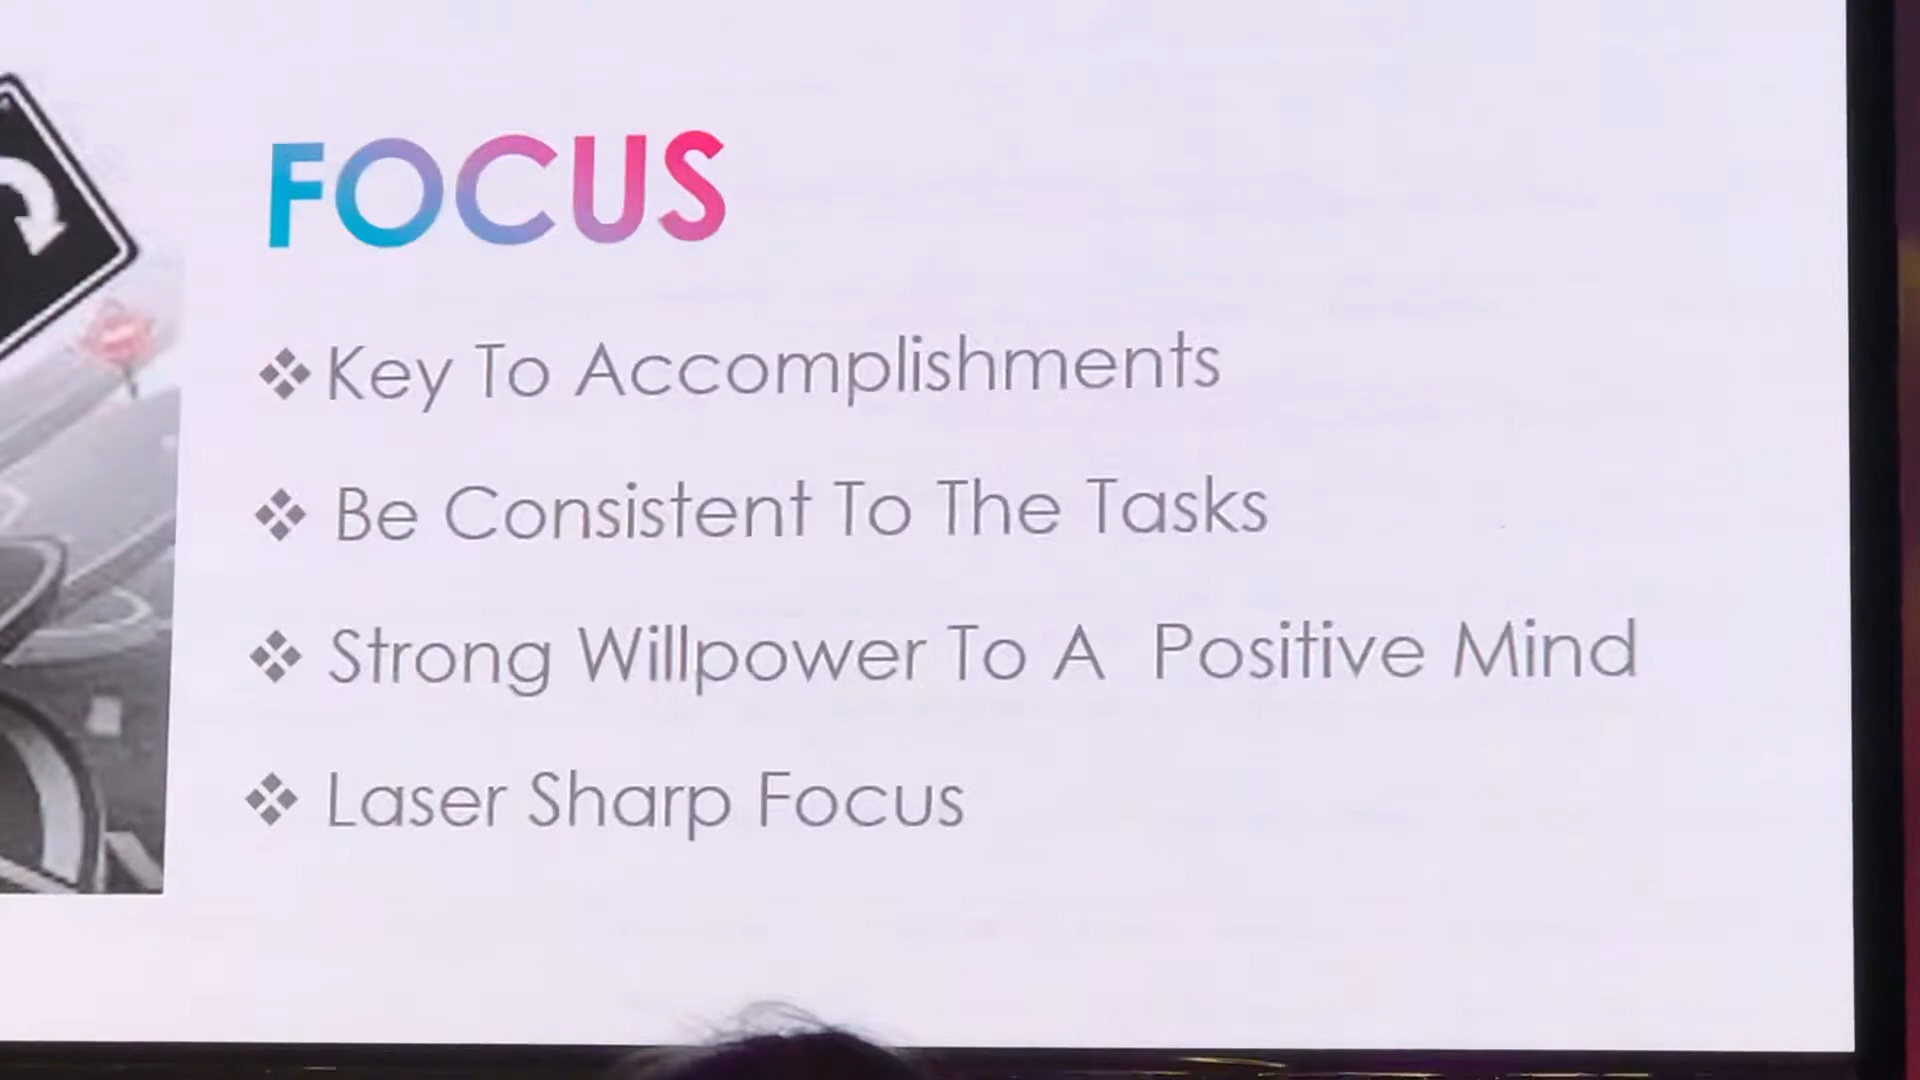 FOCUS
❖ Key To Accomplishments
❖ Be Consistent To The Tasks
❖ Strong Willpower To A Positive Mind
❖ Laser Sharp Focus